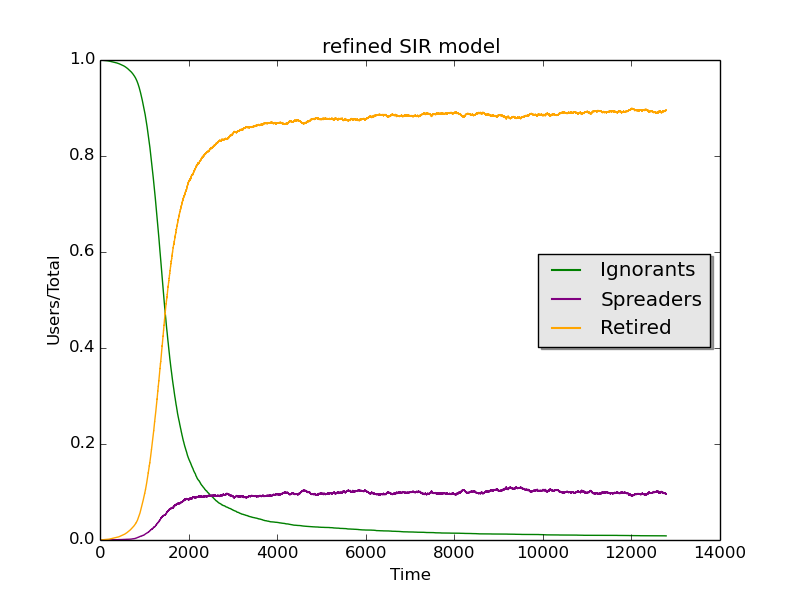 refined SIR model
1.0
0.8
0.6
0.4
0.2
0.0
Users/Total
Ignorants
Spreaders
Retired
0 2000 4000 6000 8000 10000 12000 14000
Time